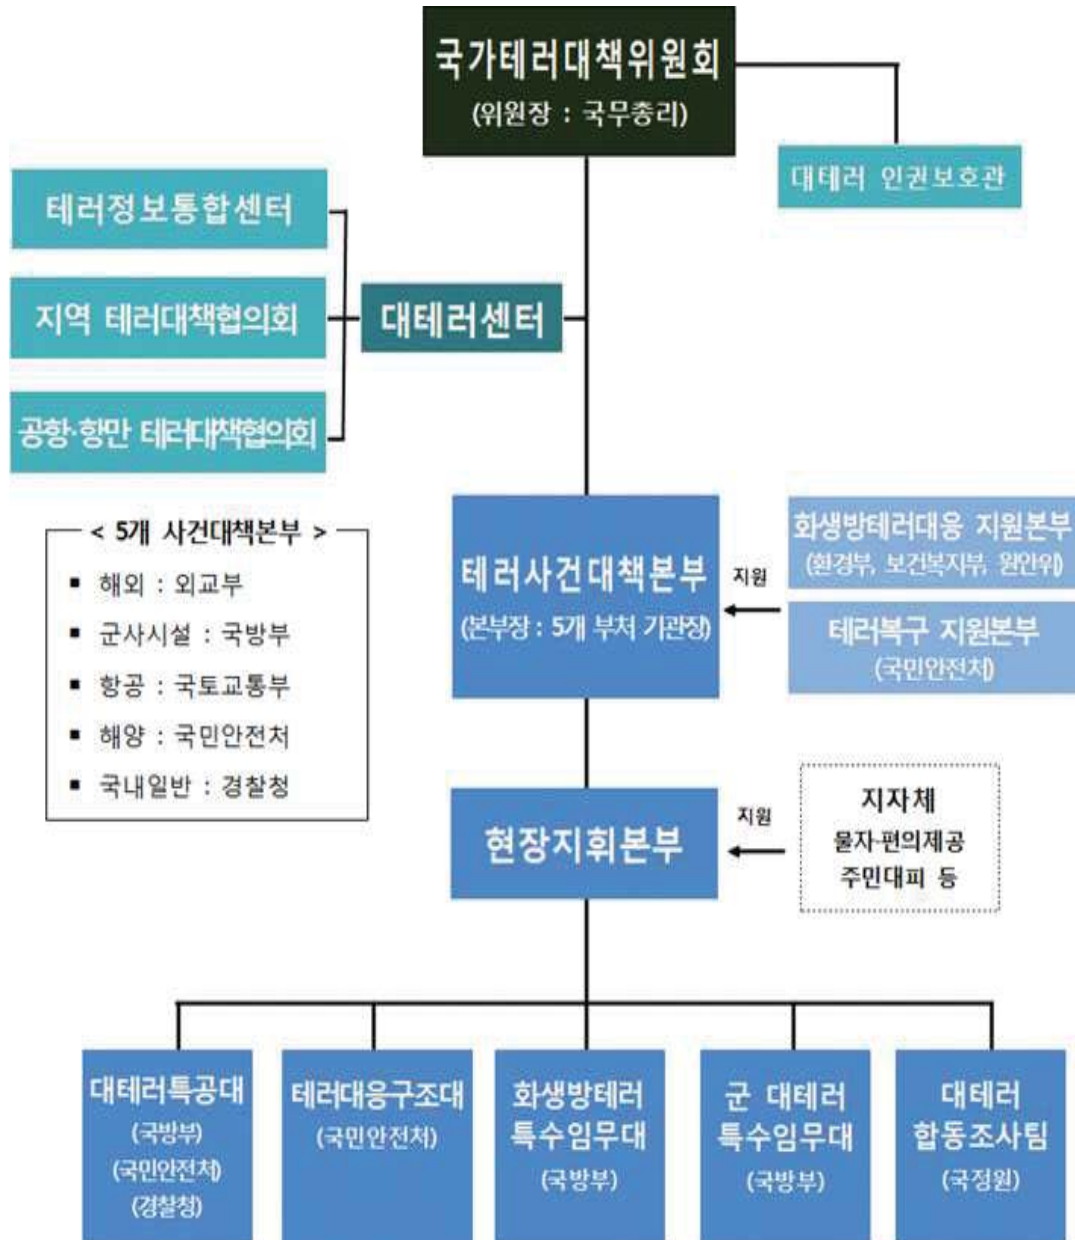 국가테러대책위원회
(위원장 : 국무총리)
대테러 인권보호관
테러정보통합센터
지역 테러대책협의회
대테러센터
공항·항만 테러대책협의회
< 5개 사건대책본부 >
▪ 해외 : 외교부
▪ 군사시설 : 국방부
▪ 항공 : 국토교통부
▪ 해양 : 국민안전처
▪ 국내일반 : 경찰청
테러사건대책본부
(본부장 : 5개 부처 기관장)
지원
화생방테러대응 지원본부
(환경부, 보건복지부, 원안위)
테러복구 지원본부
(국민안전처)
현장지휘본부
지원
지자체
물자·편의제공
주민대피 등
대테러특공대
(국방부)
(국민안전처)
(경찰청)
테러대응구조대
(국민안전처)
화생방테러
특수임무대
(국방부)
군 대테러
특수임무대
(국방부)
대테러
합동조사팀
(국정원)